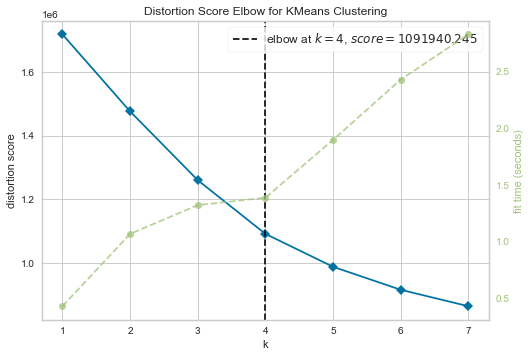 Distortion Score Elbow for KMeans Clustering
1e6
elbow at k = 4, score = 1091940.245
1.6
1.4
1.2
1.0
distortion score
2.5
2.0
1.5
1.0
0.5
fit time (seconds)
1 2 3 4 5 6 7
k